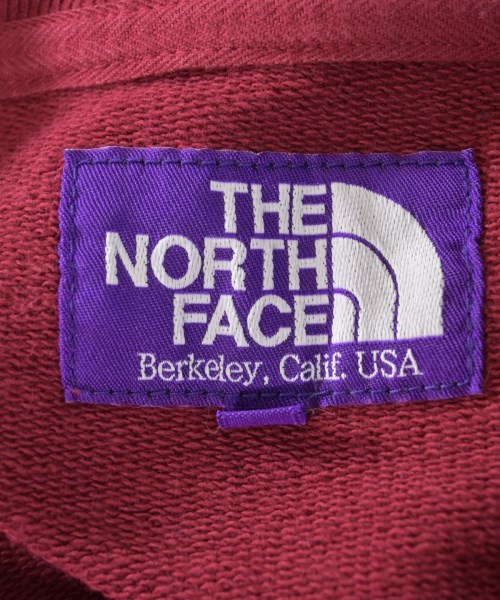 THE
NORTH
FACE
Berkeley, Calif. USA